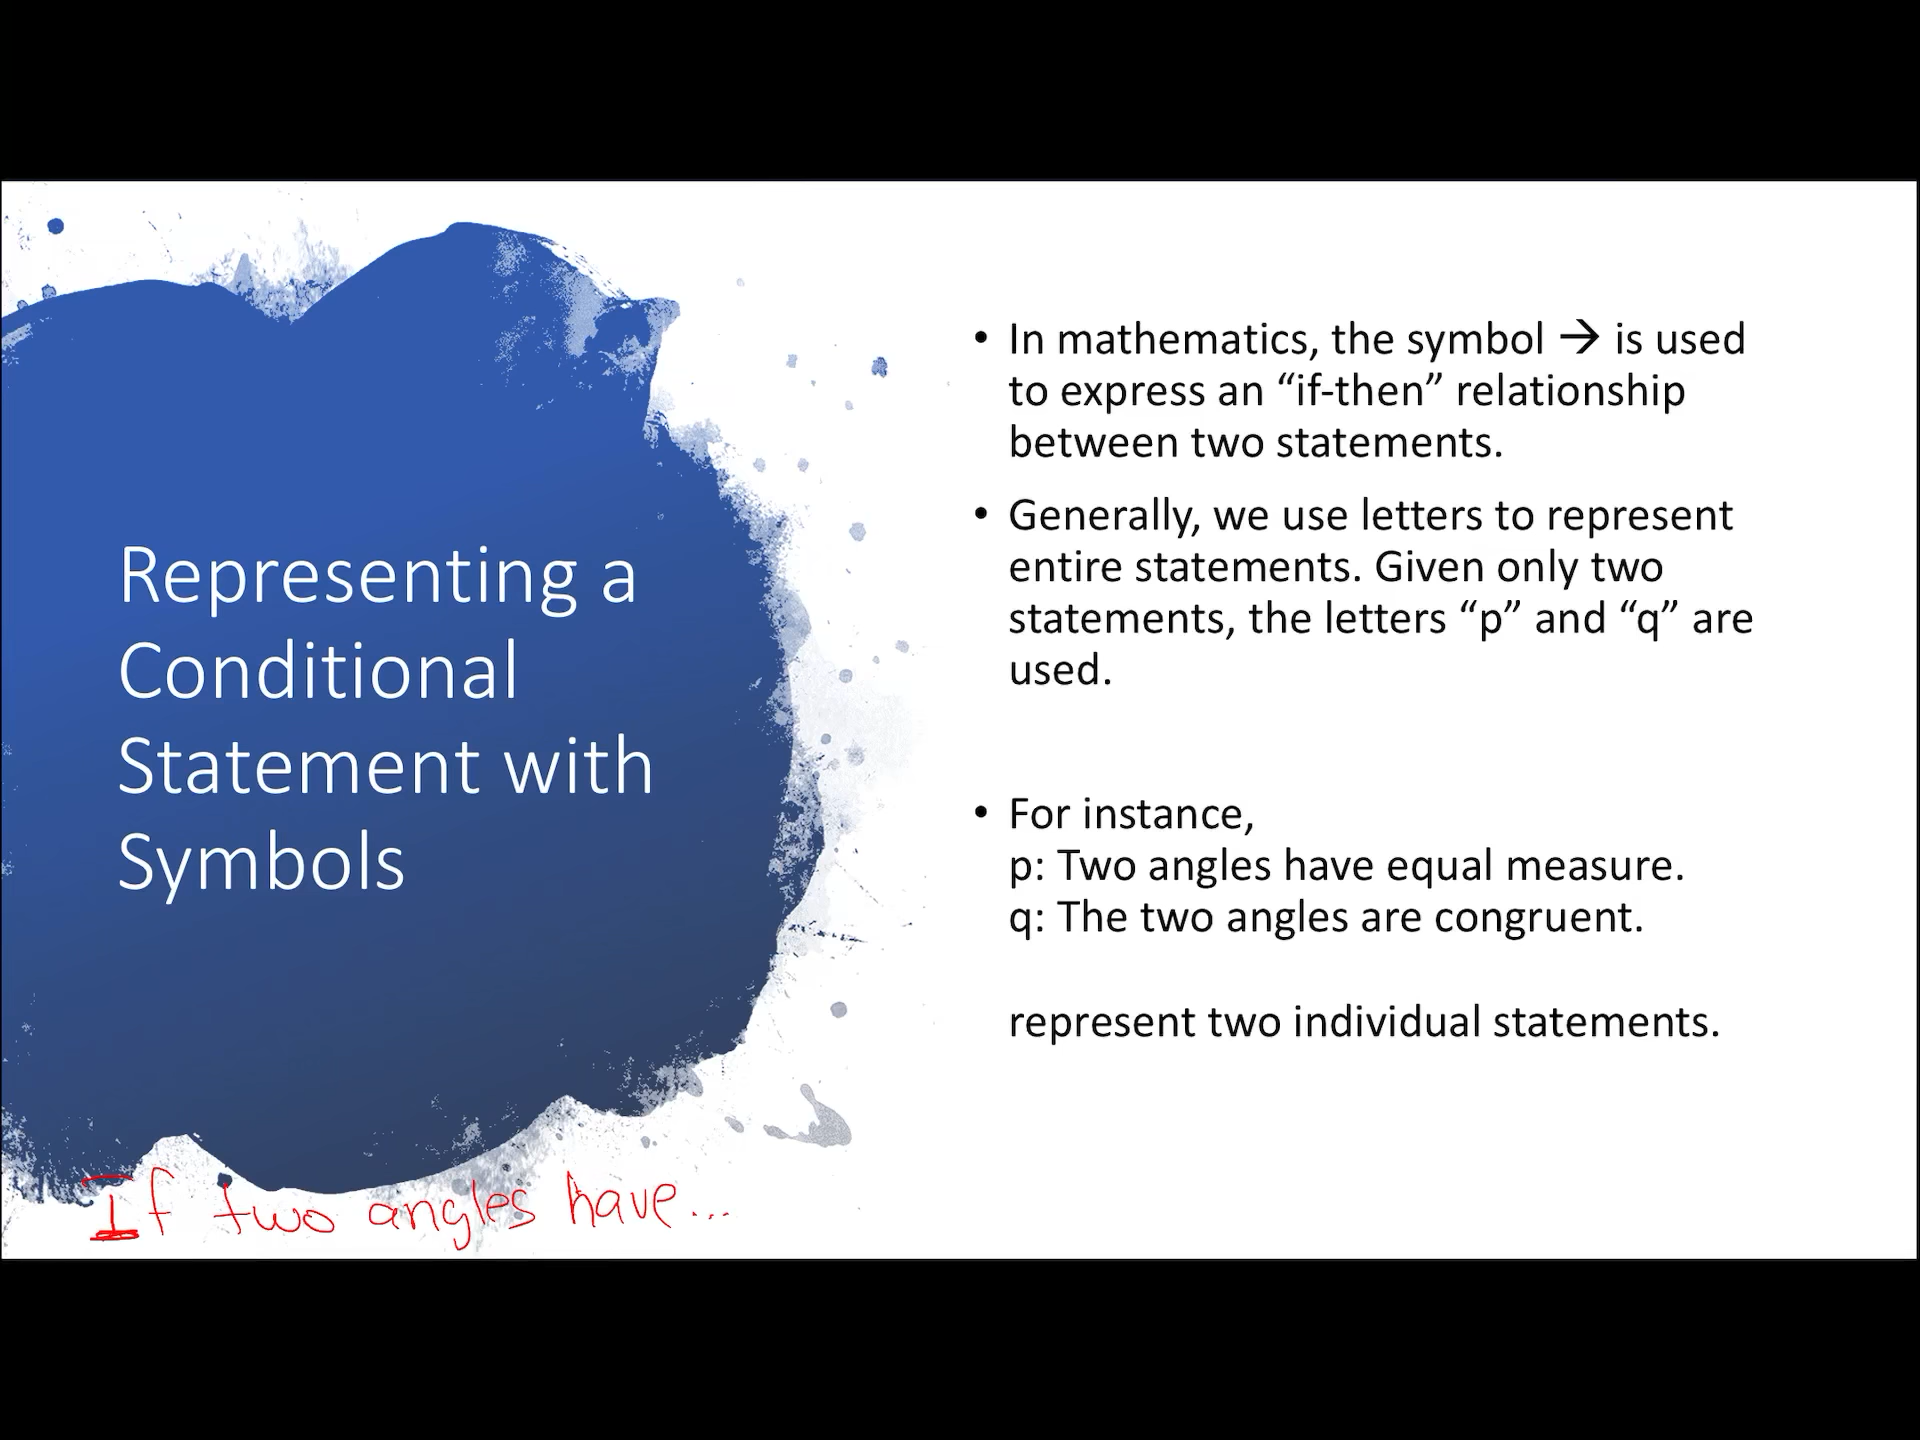 Representing a
Conditional
Statement with
Symbols
• In mathematics, the symbol → is used
to express an “if-then” relationship
between two statements.
• Generally, we use letters to represent
entire statements. Given only two
statements, the letters “p” and “q” are
used.
• For instance,
p: Two angles have equal measure.
q: The two angles are congruent.
represent two individual statements.
If two angles have...